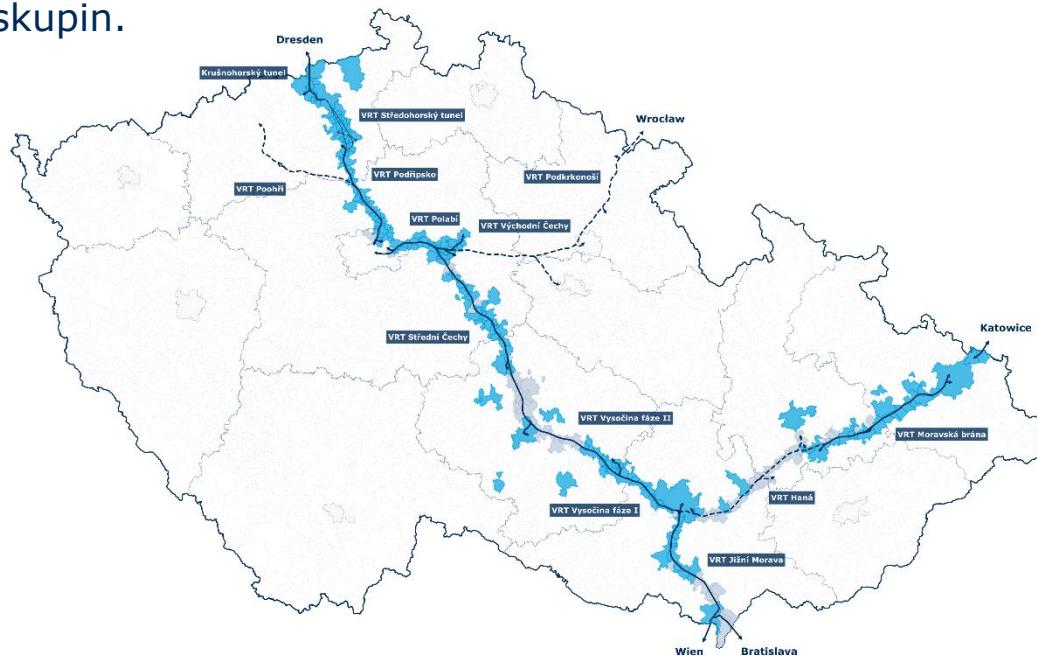 skupin.
Dresden
Krušnohorský tunel
VRT Středohorský tunel
Wrocław
VRT Podřipsko
VRT Podkrkonoší
VRT Poohří
VRT Polabí
VRT Východní Čechy
Katowice
VRT Střední Čechy
VRT Vysočina fáze II
VRT Moravská brána
VRT Haná
VRT Vysočina fáze I
VRT Jižní Morava
Wien
Bratislava